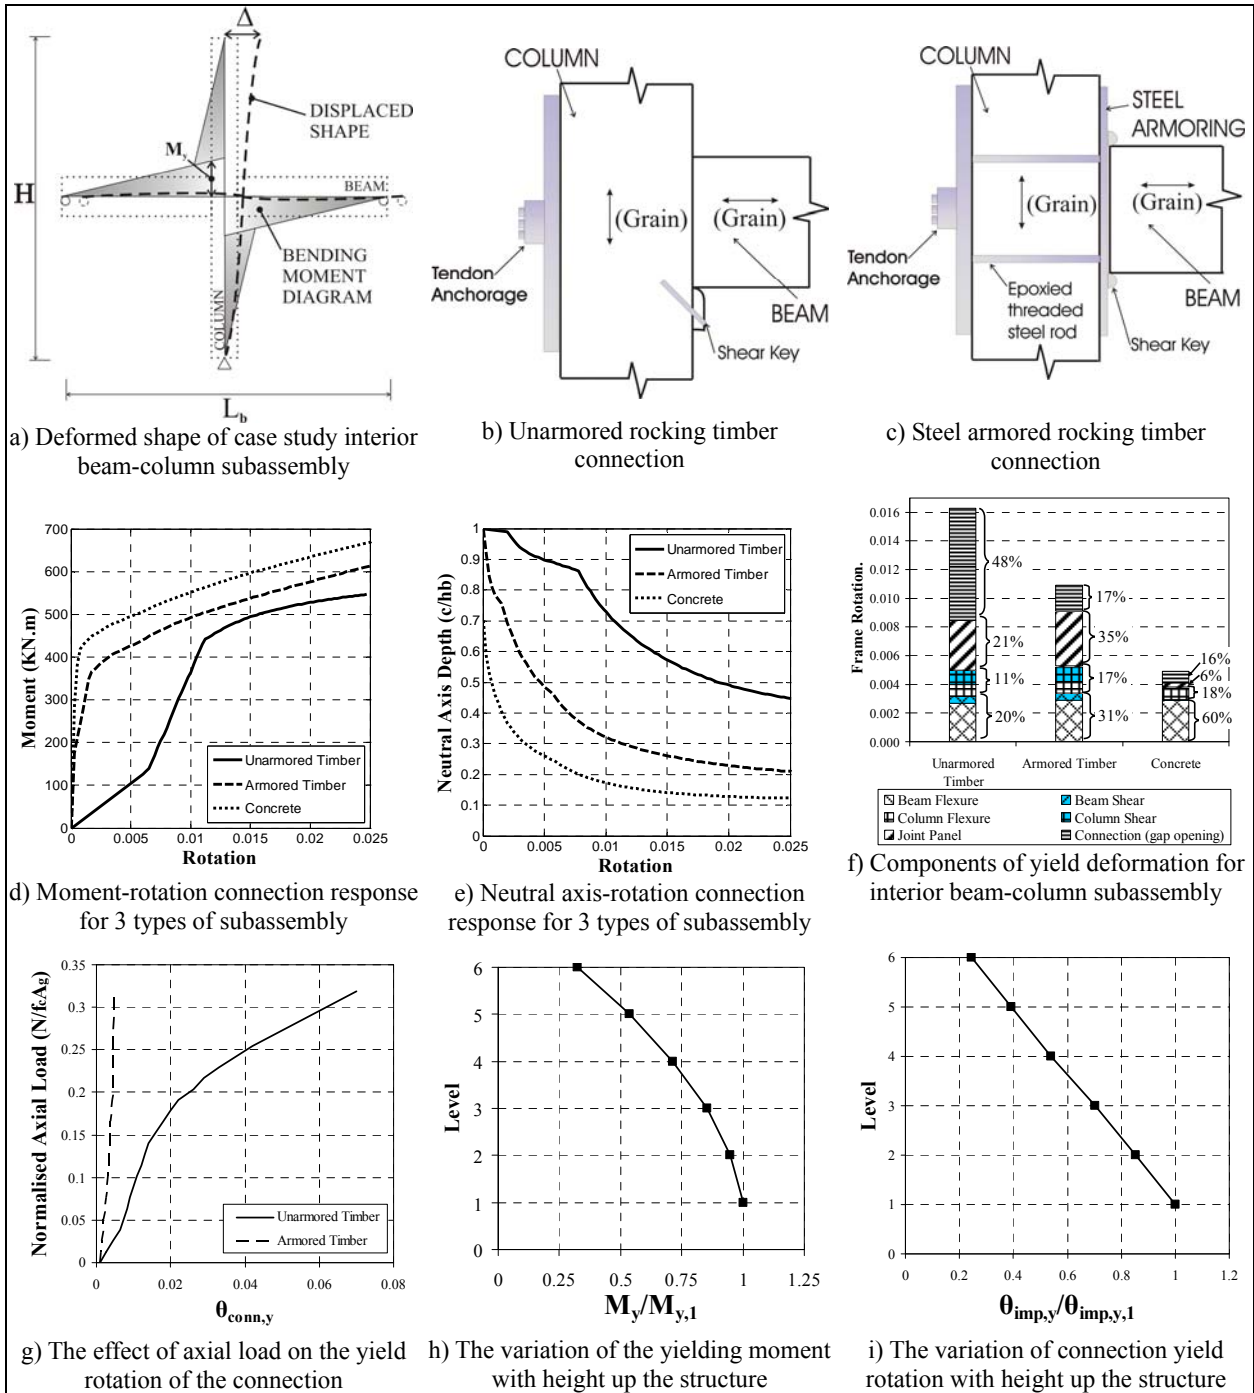 Δ
DISPLACED
SHAPE
My
H
BEAM
BENDING
MOMENT
DIAGRAM
COLUMN
Lb
a) Deformed shape of case study interior
beam-column subassembly
COLUMN
(Grain)
(Grain)
Tendon
Anchorage
BEAM
Shear Key
b) Unarmored rocking timber
connection
COLUMN
STEEL
ARMORING
(Grain)
(Grain)
Tendon
Anchorage
Epoxied
threaded
steel rod
BEAM
Shear Key
c) Steel armored rocking timber
connection
Moment (KN.m)
700
600
500
400
300
200
100
0
Unarmored Timber
Armored Timber
Concrete
0 0.005 0.01 0.015 0.02 0.025
Rotation
d) Moment-rotation connection response
for 3 types of subassembly
Neutral Axis Depth (c/hb)
1
0.9
0.8
0.7
0.6
0.5
0.4
0.3
0.2
0.1
0
Unarmored Timber
Armored Timber
Concrete
0 0.005 0.01 0.015 0.02 0.025
Rotation
e) Neutral axis-rotation connection
response for 3 types of subassembly
Frame Rotation.
0.016
0.014
0.012
0.010
0.008
0.006
0.004
0.002
0.000
48%
21%
11%
20%
17%
35%
17%
31%
16%
6%
18%
60%
Unarmored
Timber
Armored Timber
Concrete
Beam Flexure
Beam Shear
Column Flexure
Column Shear
Joint Panel
Connection (gap opening)
f) Components of yield deformation for
interior beam-column subassembly
Normalised Axial Load (N/fcAg)
0.35
0.3
0.25
0.2
0.15
0.1
0.05
0
Unarmored Timber
Armored Timber
0 0.02 0.04 0.06 0.08
θconn,y
g) The effect of axial load on the yield
rotation of the connection
Level
6
5
4
3
2
1
0
0 0.25 0.5 0.75 1 1.25
My/My,1
h) The variation of the yielding moment
with height up the structure
Level
6
5
4
3
2
1
0
0 0.2 0.4 0.6 0.8 1 1.2
θimp,y/θimp,y,1
i) The variation of connection yield
rotation with height up the structure